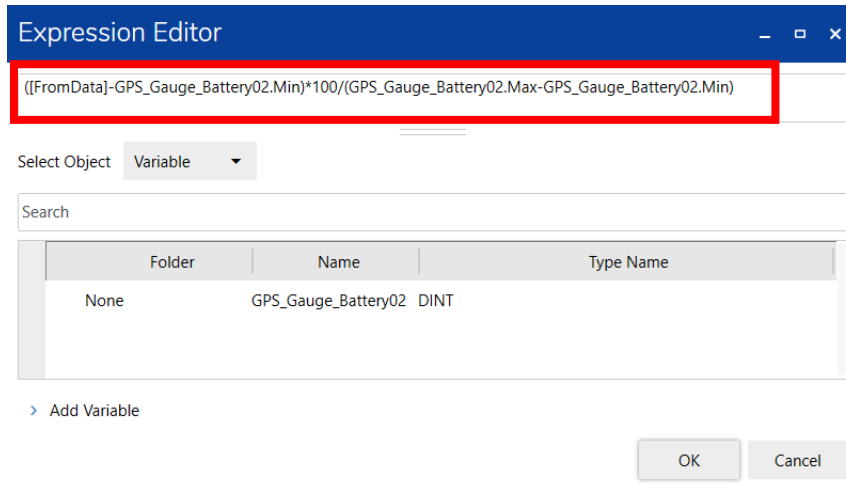 Expression Editor
([FromData]-GPS_Gauge_Battery02.Min)*100/(GPS_Gauge_Battery02.Max-GPS_Gauge_Battery02.Min)
Select Object Variable
Search
Folder Name Type Name
None GPS_Gauge_Battery02 DINT
Add Variable
OK Cancel